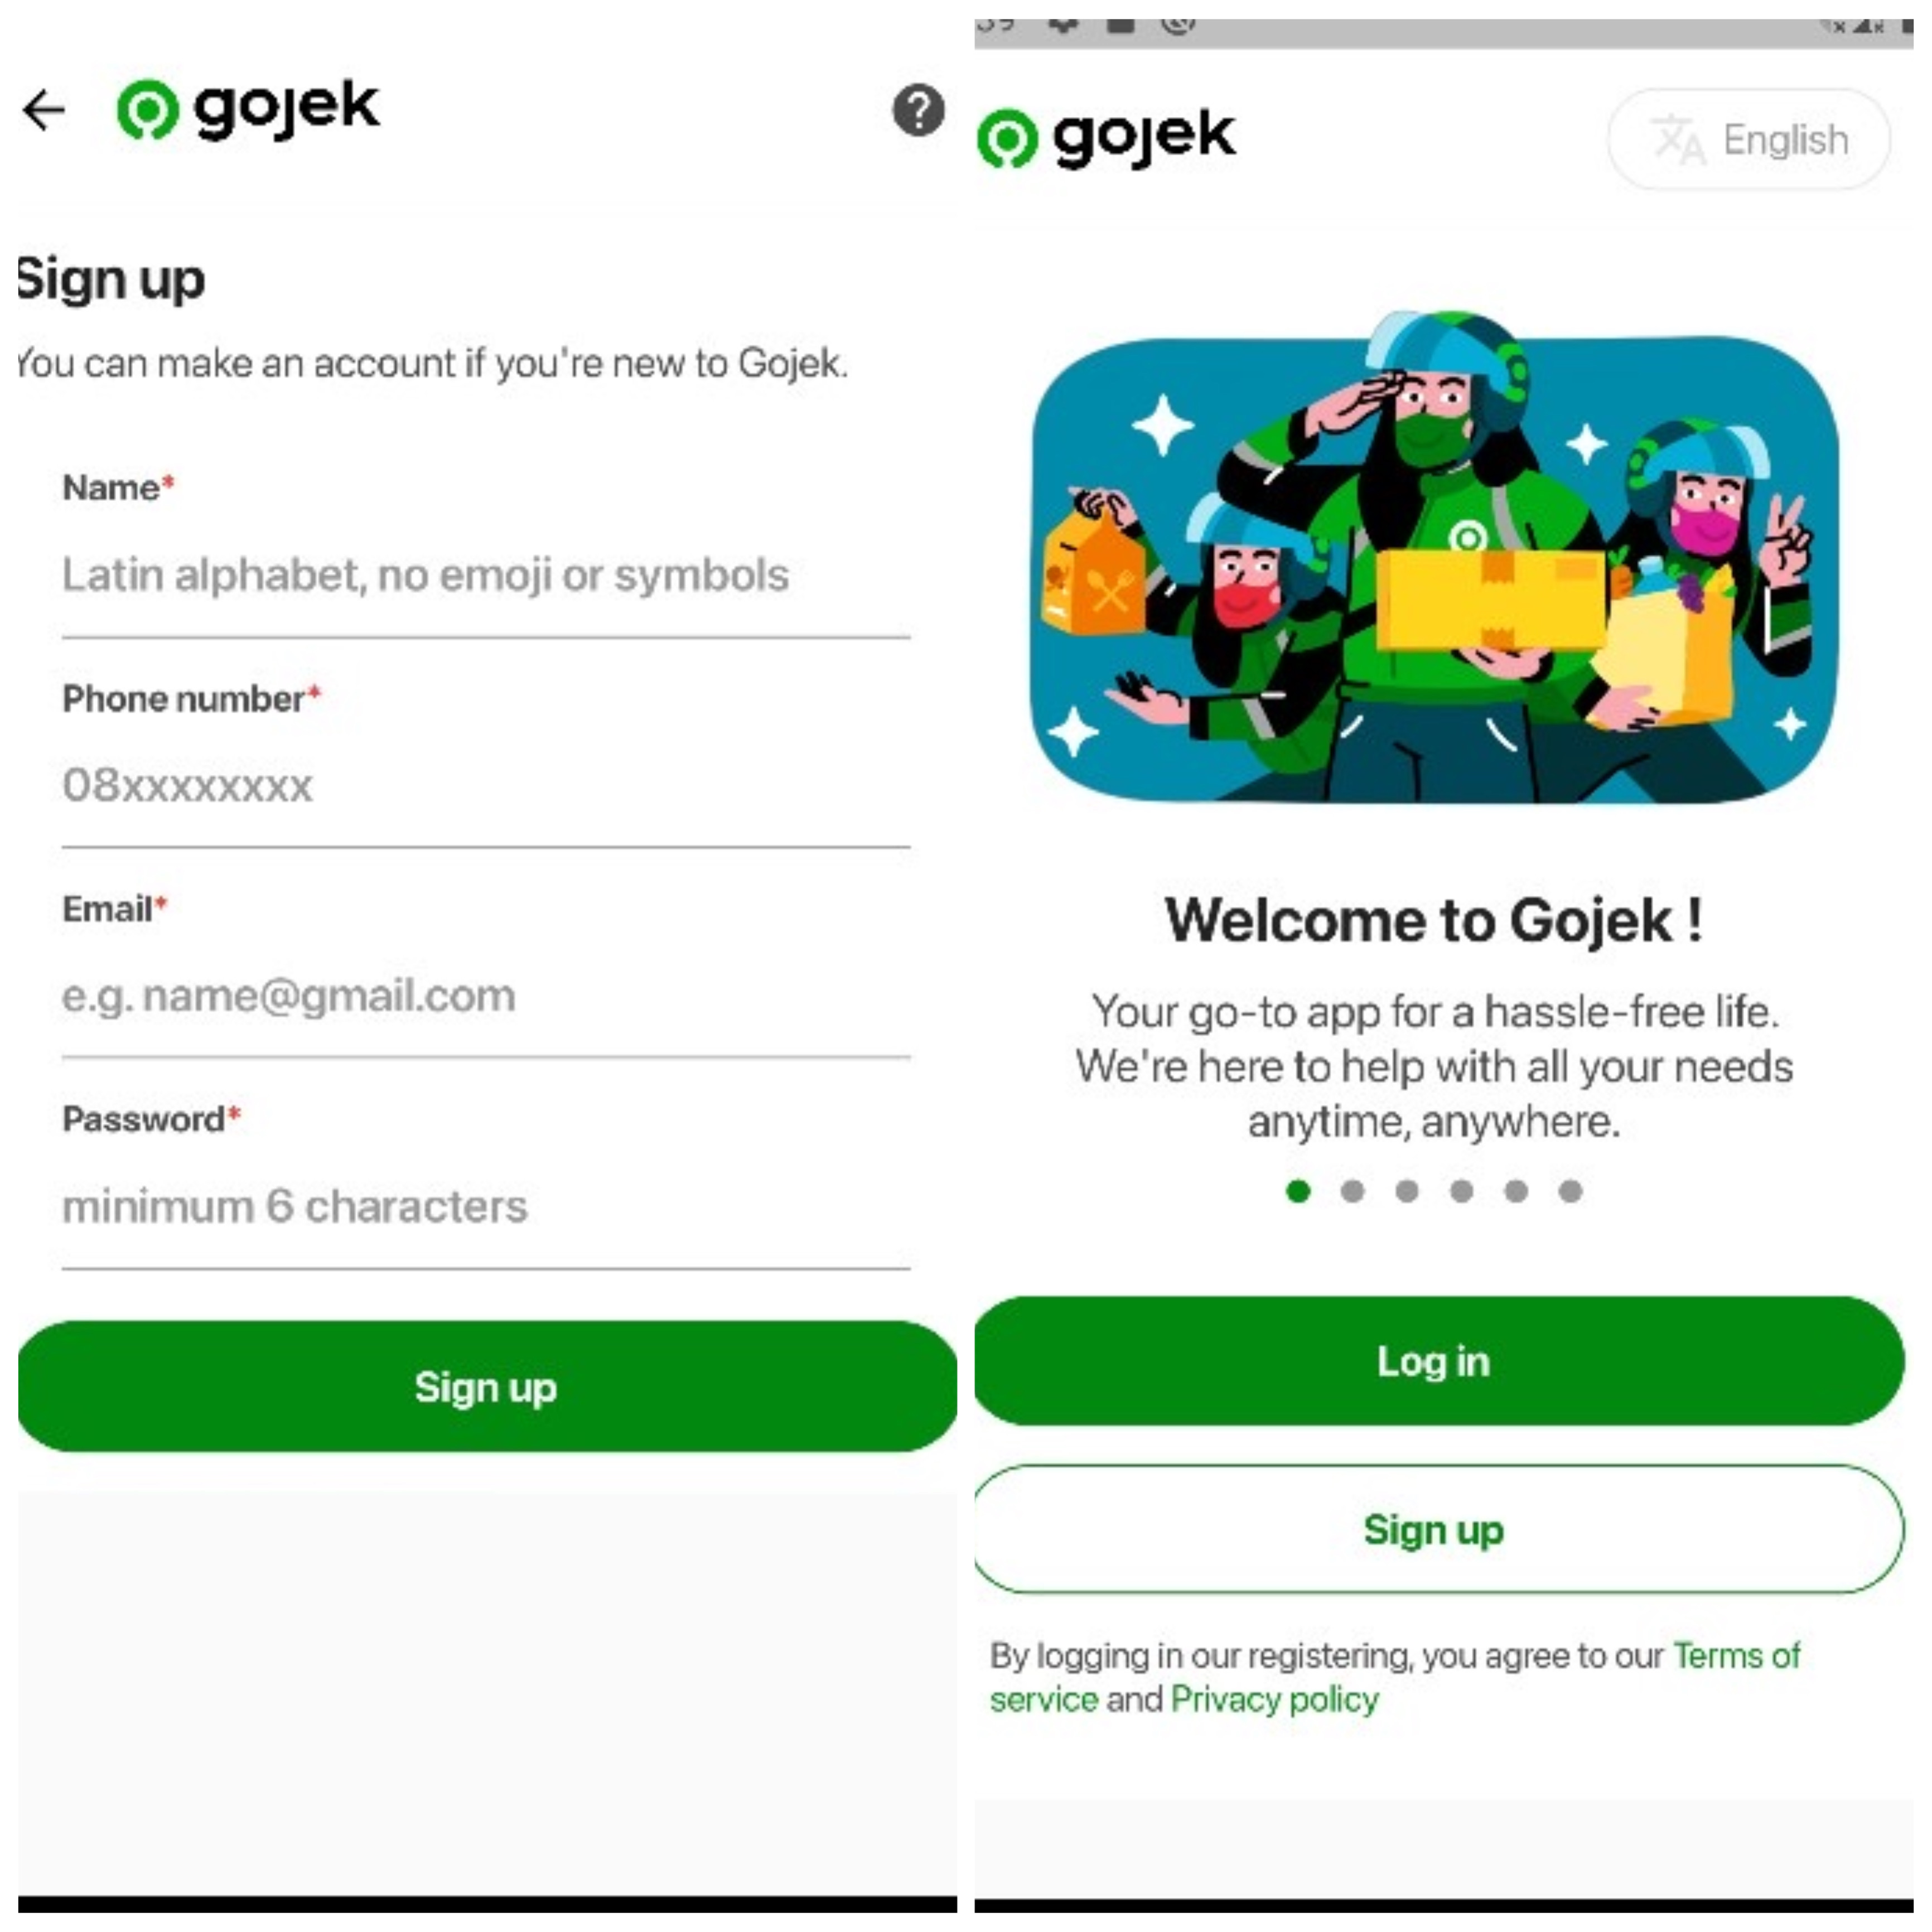 gojek
Sign up
You can make an account if you're new to Gojek.
Name*
Latin alphabet, no emoji or symbols
Phone number*
08xxxxxxxx
Email*
e.g. name@gmail.com
Password*
minimum 6 characters
Sign up
gojek
English
Welcome to Gojek !
Your go-to app for a hassle-free life.
We're here to help with all your needs
anytime, anywhere.
Log in
Sign up
By logging in our registering, you agree to our Terms of
service and Privacy policy